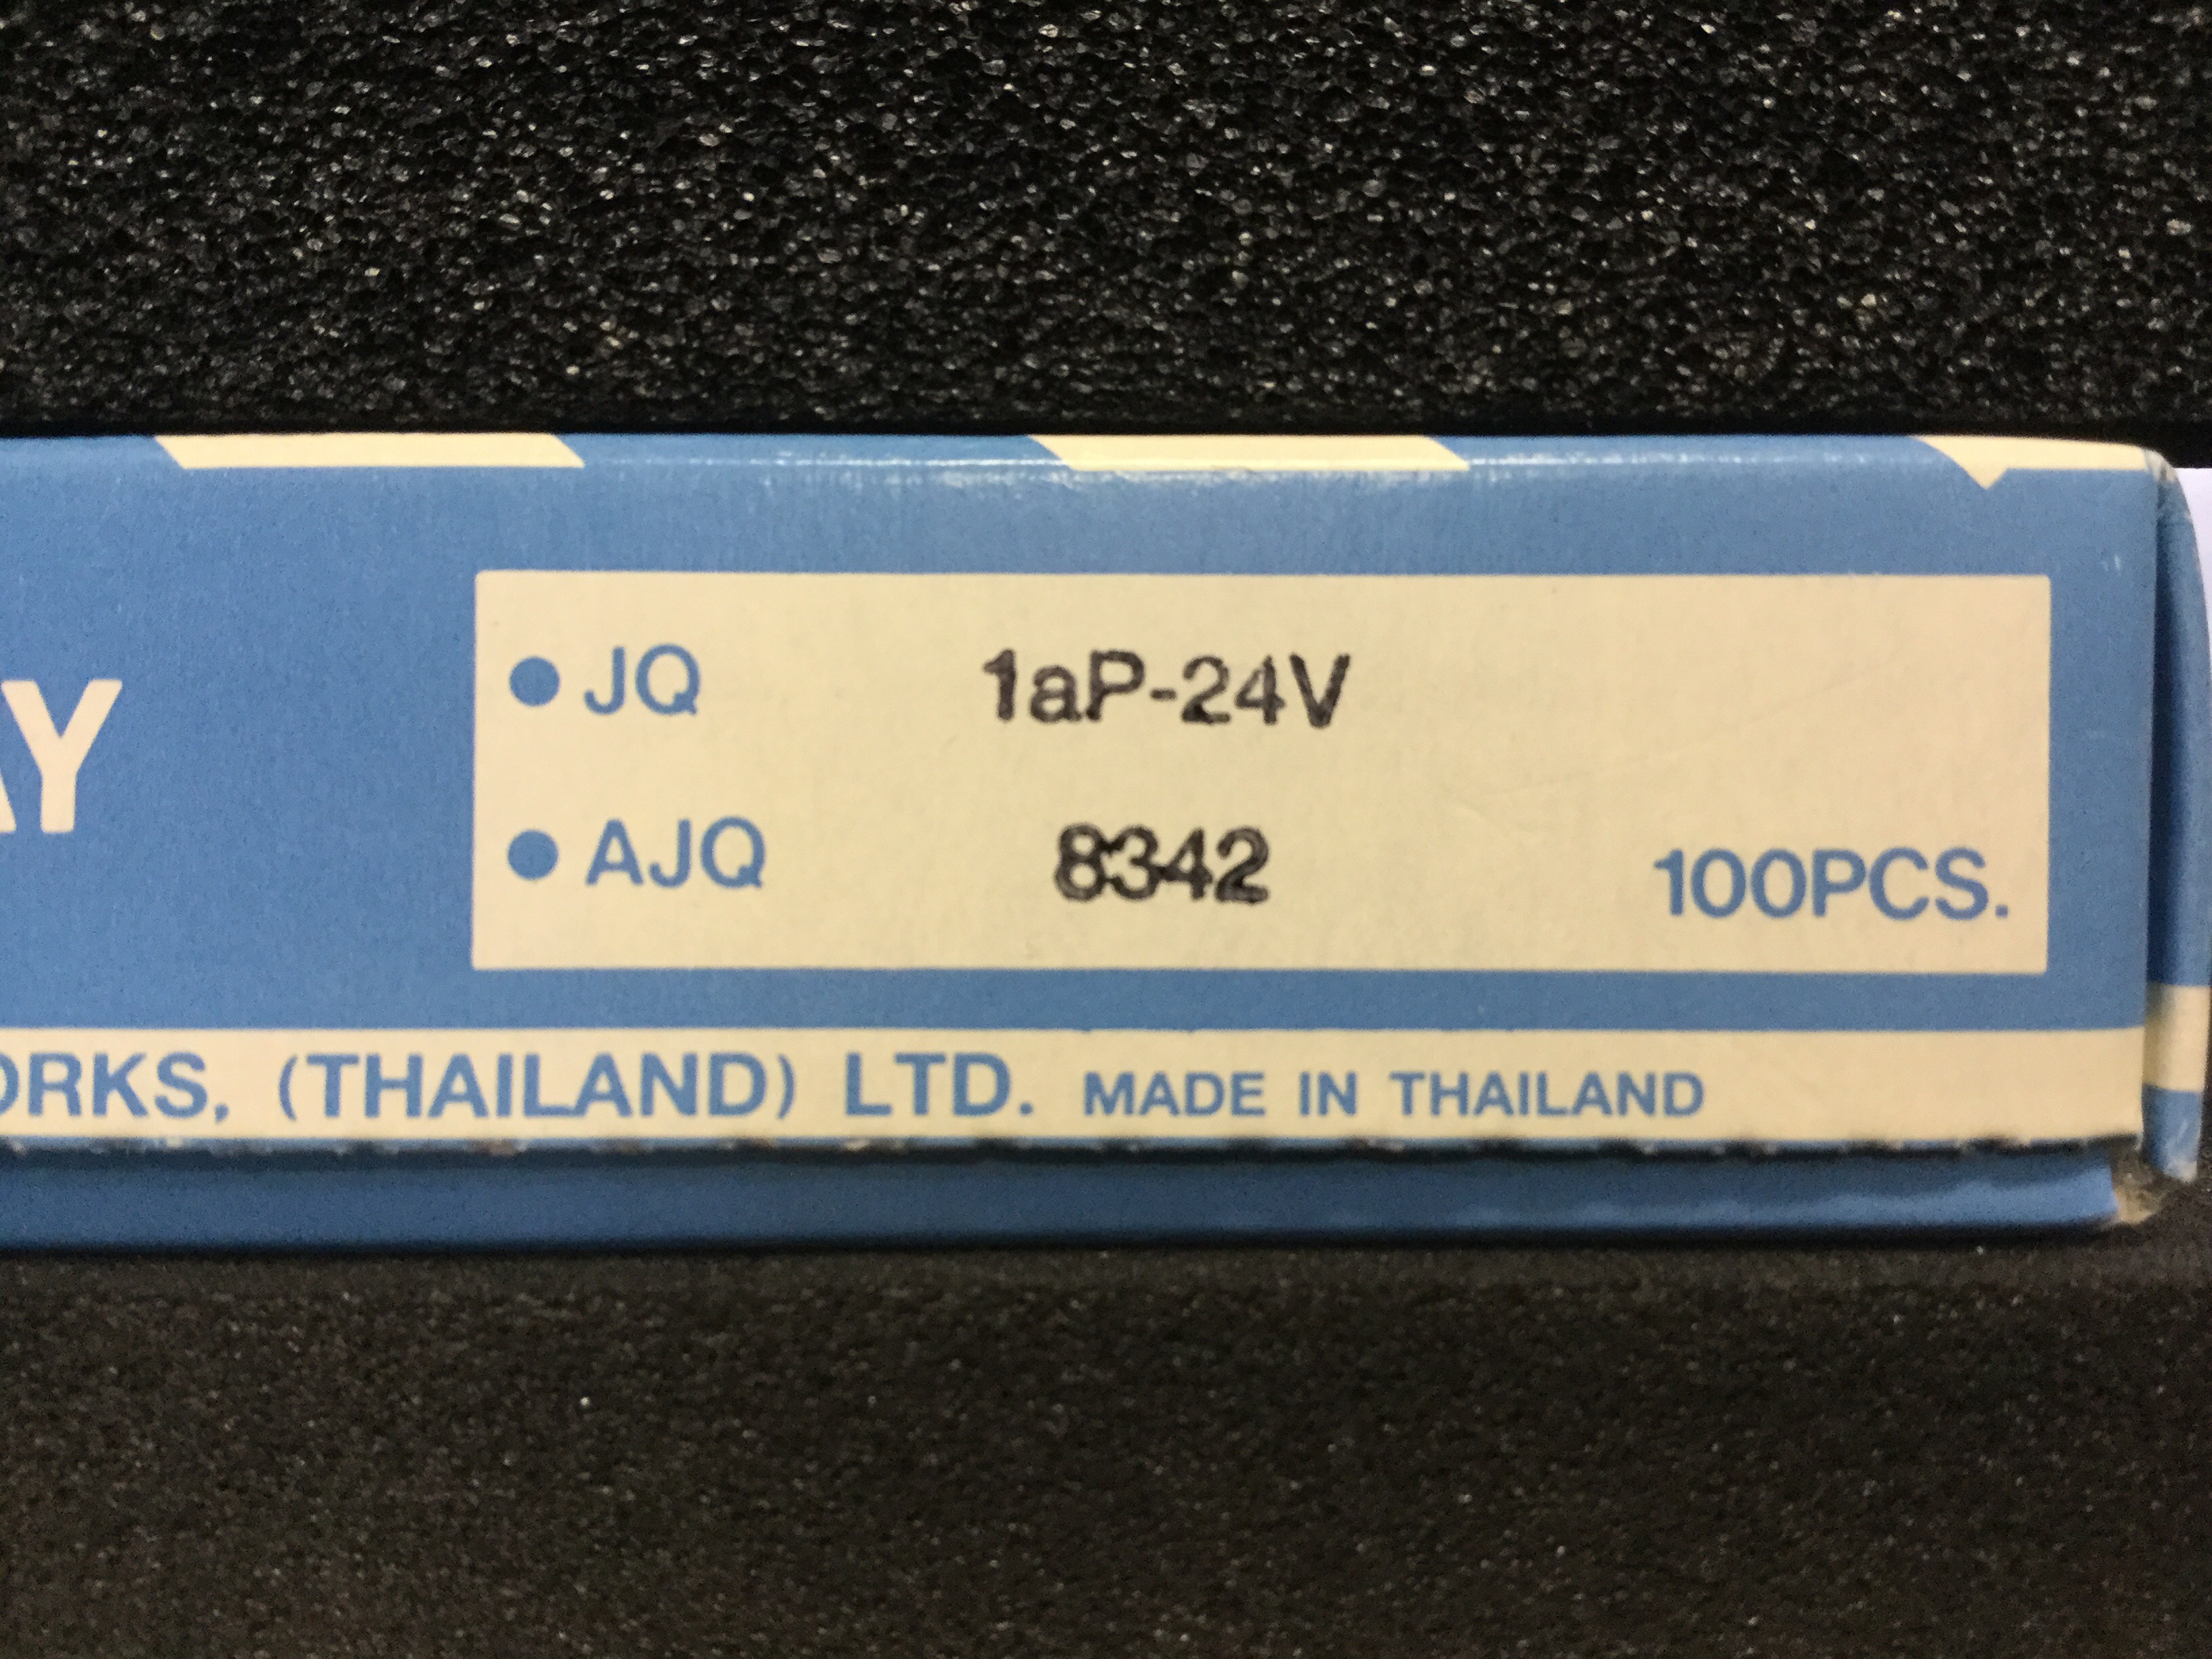 AY
● JQ 1aP-24V
● AJQ 8342 100PCS.
ORKS, (THAILAND) LTD. MADE IN THAILAND